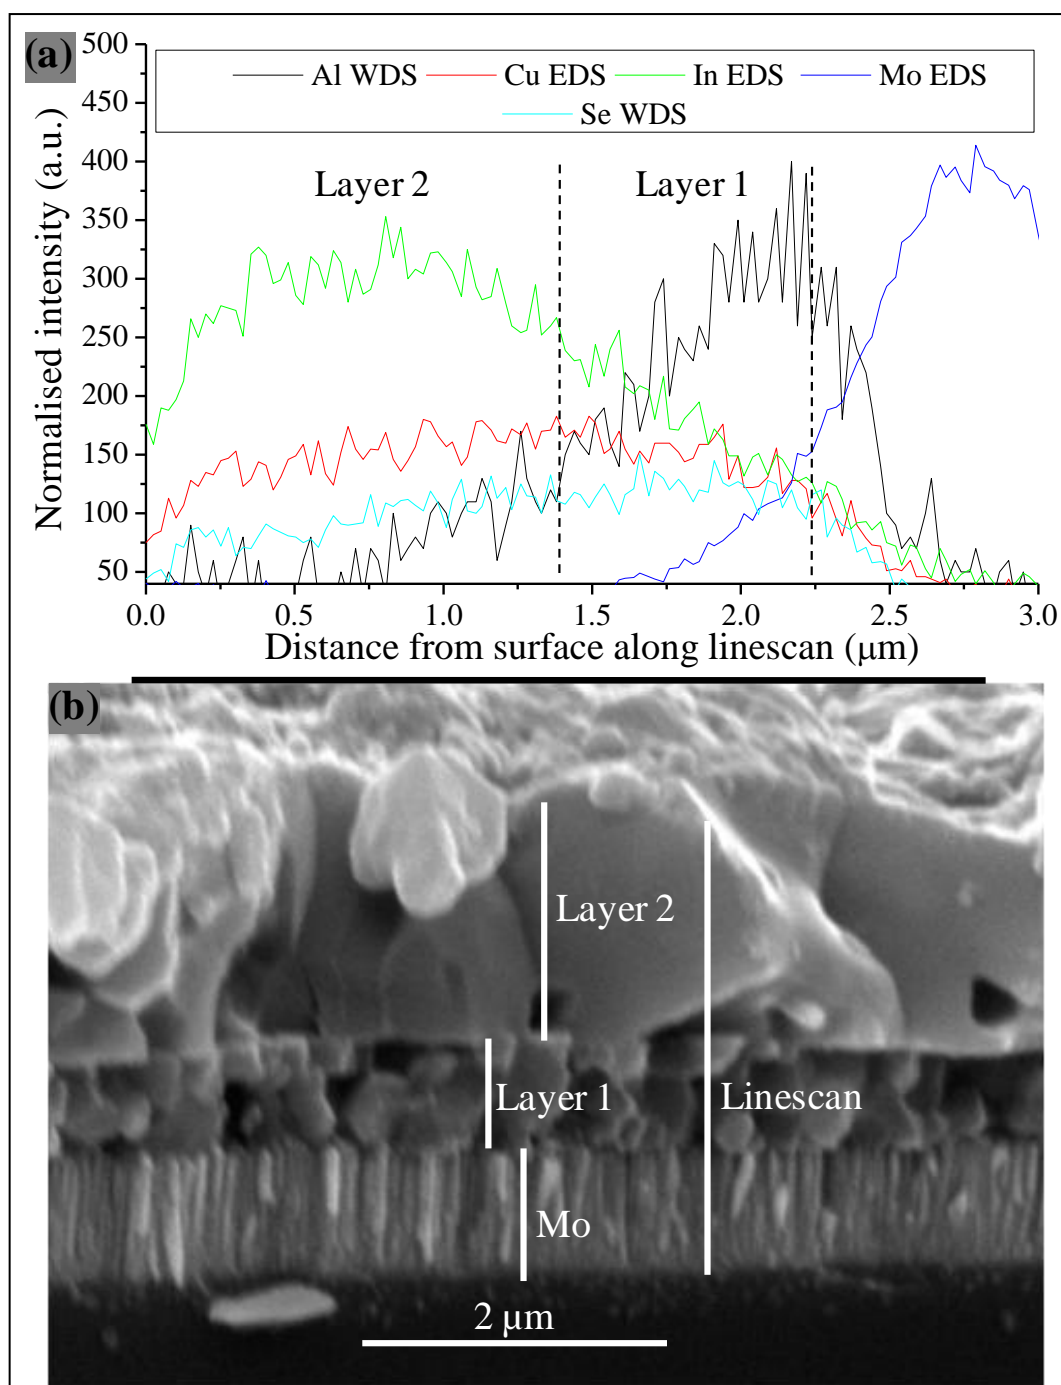 (a)
500
450
400
350
300
250
200
150
100
50
Normalised intensity (a.u.)
Al WDS Cu EDS In EDS Mo EDS
Se WDS
Layer 2 Layer 1
0.0 0.5 1.0 1.5 2.0 2.5 3.0
Distance from surface along linescan (μm)
(b)
Layer 2
Layer 1
Linescan
Mo
2 μm